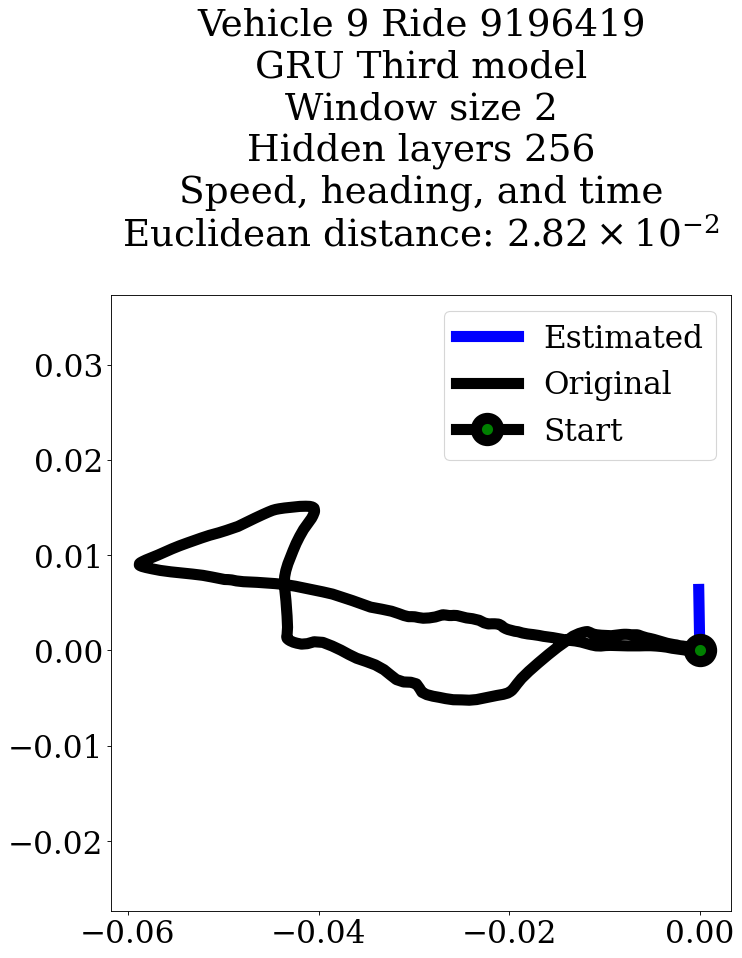 Vehicle 9 Ride 9196419
GRU Third model
Window size 2
Hidden layers 256
Speed, heading, and time
Euclidean distance: 2.82 × 10⁻²
Estimated
Original
Start
0.03
0.02
0.01
0.00
−0.01
−0.02
−0.06
−0.04
−0.02
0.00